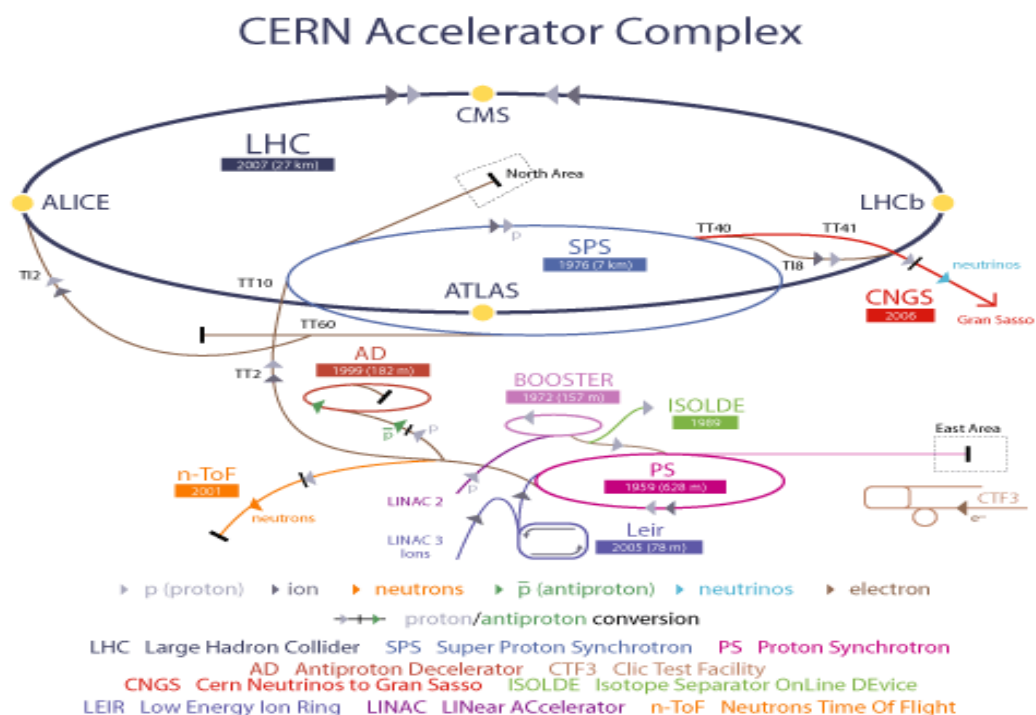 CERN Accelerator Complex
CMS
LHC
2007 (27 km)
North Area
ALICE
LHCb
TT40
TT41
p
SPS
1976 (7 km)
TI8
neutrinos
TI2
TT10
ATLAS
CNGS
2006
Gran Sasso
TT60
AD
1999 (182 m)
TT2
BOOSTER
1972 (157 m)
ISOLDE
1989
p̅
p
East Area
n-ToF
2001
PS
1959 (628 m)
p
LINAC 2
neutrons
CTF3
e-
LINAC 3
Ions
Leir
2005 (78 m)
p (proton) ion neutrons p̅ (antiproton) neutrinos electron
proton/antiproton conversion
LHC Large Hadron Collider SPS Super Proton Synchrotron PS Proton Synchrotron
AD Antiproton Decelerator CTF3 Clic Test Facility
CNGS Cern Neutrinos to Gran Sasso ISOLDE Isotope Separator OnLine DEvice
LEIR Low Energy Ion Ring LINAC LINear ACcelerator n-ToF Neutrons Time Of Flight